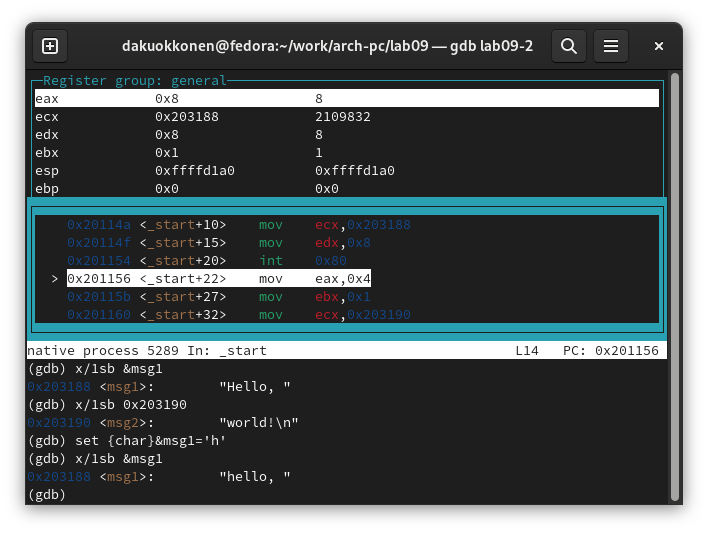 dakuokkonen@fedora:~/work/arch-pc/lab09 — gdb lab09-2
Register group: general
eax 0x8 8
ecx 0x203188 2109832
edx 0x8 8
ebx 0x1 1
esp 0xffffd1a0 0xffffd1a0
ebp 0x0 0x0
0x20114a <_start+10> mov ecx,0x203188
0x20114f <_start+15> mov edx,0x8
0x201154 <_start+20> int 0x80
> 0x201156 <_start+22> mov eax,0x4
0x20115b <_start+27> mov ebx,0x1
0x201160 <_start+32> mov ecx,0x203190
native process 5289 In: _start L14 PC: 0x201156
(gdb) x/1sb &msg1
0x203188 <msg1>: "Hello, "
(gdb) x/1sb 0x203190
0x203190 <msg2>: "world!\n"
(gdb) set {char}&msg1='h'
(gdb) x/1sb &msg1
0x203188 <msg1>: "hello, "
(gdb)